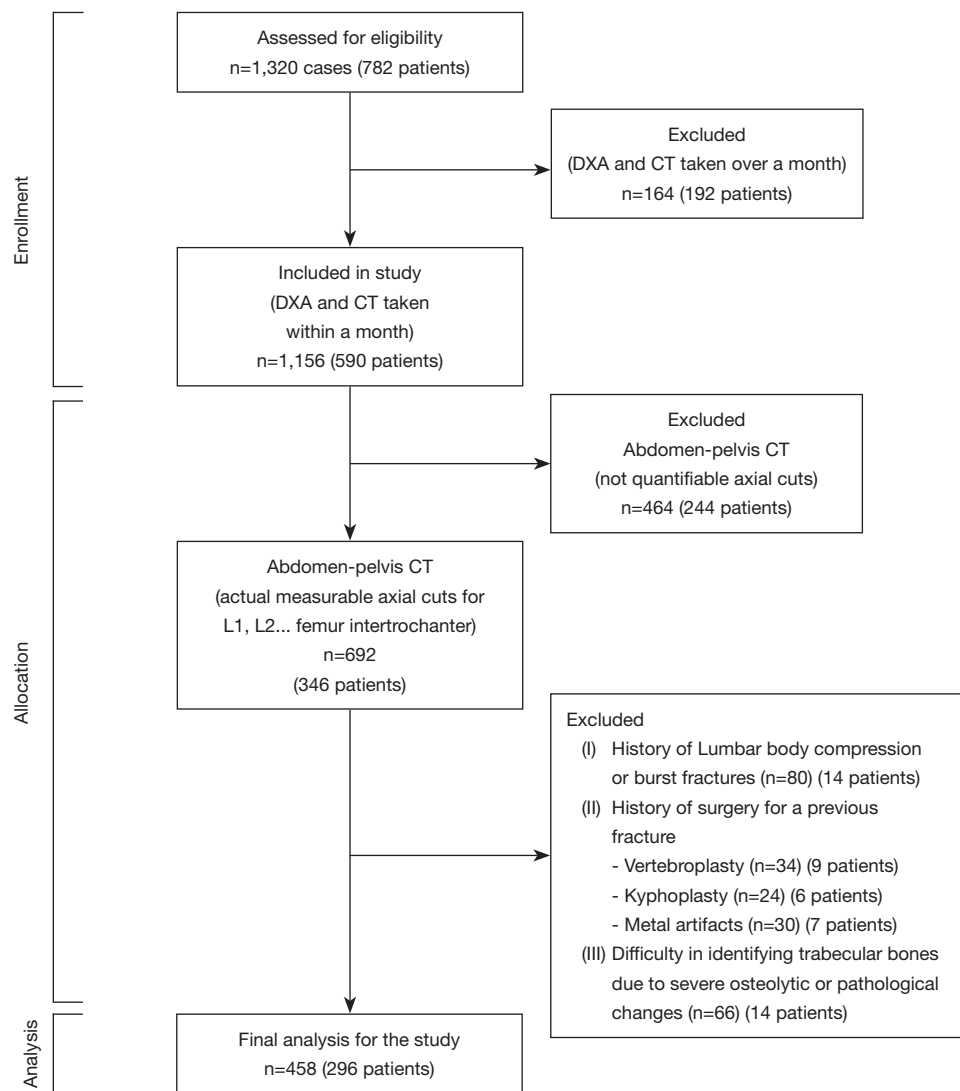 Enrollment
Assessed for eligibility
n=1,320 cases (782 patients)
Excluded
(DXA and CT taken over a month)
n=164 (192 patients)
Included in study
(DXA and CT taken
within a month)
n=1,156 (590 patients)
Allocation
Excluded
Abdomen-pelvis CT
(not quantifiable axial cuts)
n=464 (244 patients)
Abdomen-pelvis CT
(actual measurable axial cuts for
L1, L2... femur intertrochanter)
n=692
(346 patients)
Excluded
(I) History of Lumbar body compression
or burst fractures (n=80) (14 patients)
(II) History of surgery for a previous
fracture
- Vertebroplasty (n=34) (9 patients)
- Kyphoplasty (n=24) (6 patients)
- Metal artifacts (n=30) (7 patients)
(III) Difficulty in identifying trabecular bones
due to severe osteolytic or pathological
changes (n=66) (14 patients)
Analysis
Final analysis for the study
n=458 (296 patients)